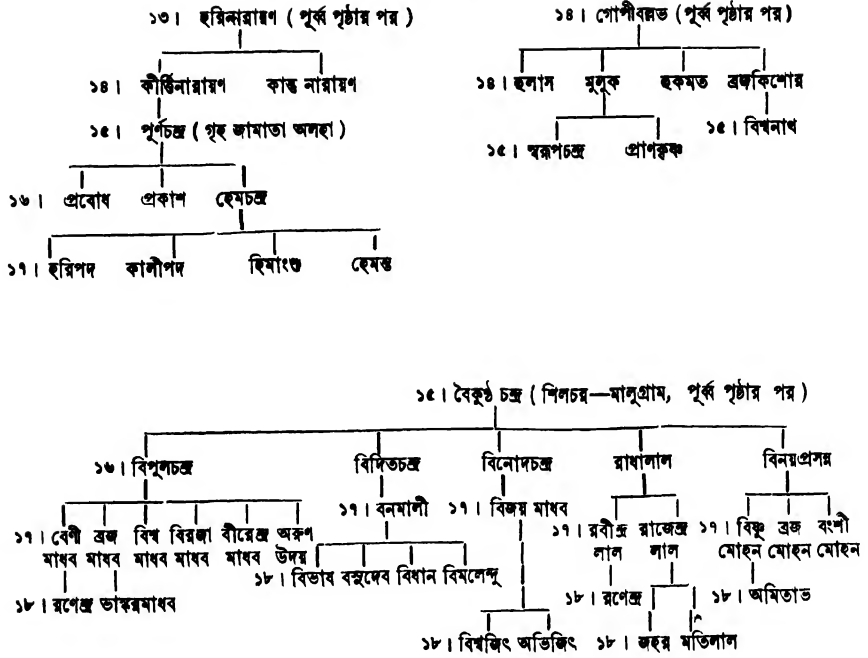 ১৩। হরিনারায়ণ ( পূর্ব্ব পৃষ্ঠার পর )
১৪। কীর্ত্তিনারায়ণ কান্ত নারায়ণ
১৫। পূর্ণচন্দ্র ( গৃহ জামাতা অলহা )
১৬। প্রবোধ প্রকাশ হেমচন্দ্র
১৭। হরিপদ কালীপদ হিমাংশু হেমন্ত
১৪। গোপীবল্লভ ( পূর্ব্ব পৃষ্ঠার পর )
১৪। হুলাস মুলুক হুকমত ব্রজকিশোর
১৫। স্বরূপচন্দ্র প্রাণকৃষ্ণ ১৫। বিশ্বনাথ
১৫। বৈকুণ্ঠ চন্দ্র ( শিলচর—মালুগ্রাম, পূর্ব্ব পৃষ্ঠার পর )
১৬। বিপুলচন্দ্র বিদিতচন্দ্র বিনোদচন্দ্র রাধালাল বিনয়প্রসন্ন
১৭। বেণী ব্রজ বিশ্ব বিরজা বীরেন্দ্র অরুণ ১৭। বনমালী ১৭। বিজয় মাধব ১৭। রবীন্দ্র রাজেন্দ্র ১৭। বিষ্ণু ব্রজ বংশী
মাধব মাধব মাধব মাধব মাধব উদয় লাল লাল মোহন মোহন মোহন
১৮। রণেন্দ্র ভাস্করমাধব ১৮। বিভাষ বসুদেব বিধান বিমলেন্দু ১৮। রণেন্দ্র ১৮। অমিতাভ
১৮। বিশ্বজিৎ অভিজিৎ ১৮। জহর মতিলাল